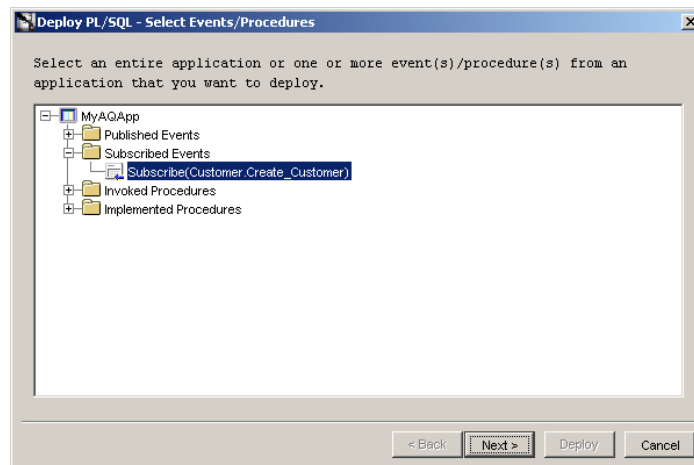 Deploy PL/SQL - Select Events/Procedures
Select an entire application or one or more event(s)/procedure(s) from an
application that you want to deploy.
MyAQApp
Published Events
Subscribed Events
Subscribe(Customer.Create_Customer)
Invoked Procedures
Implemented Procedures
< Back Next > Deploy Cancel